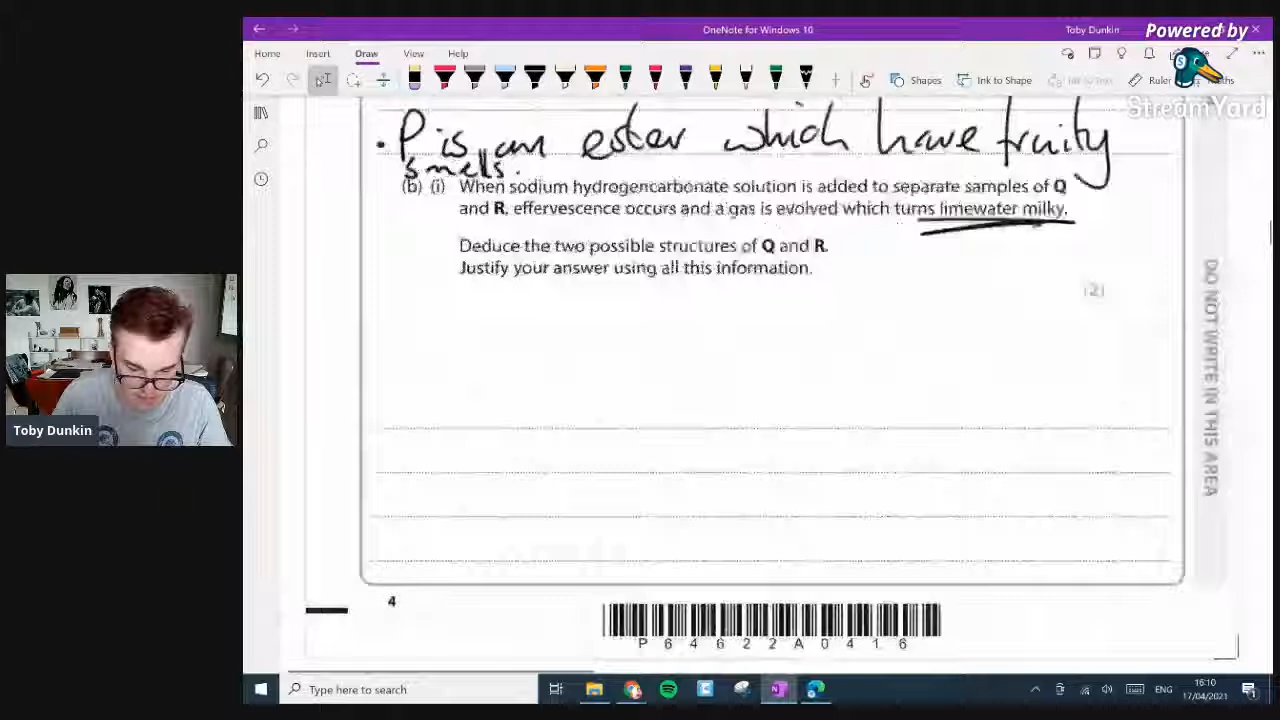 OneNote for Windows 10
Toby Dunkin
Powered by
StreamYard
Home Insert Draw View Help
Shapes Ink to Shape Ruler
. P is an ester which have fruity
smells.
(b) (i) When sodium hydrogencarbonate solution is added to separate samples of Q
and R, effervescence occurs and a gas is evolved which turns limewater milky.
Deduce the two possible structures of Q and R.
Justify your answer using all this information.
(2)
DO NOT WRITE IN THIS AREA
Toby Dunkin
4
P 6 4 6 2 2 A 0 4 1 6
Type here to search
ENG
16:10
17/04/2021